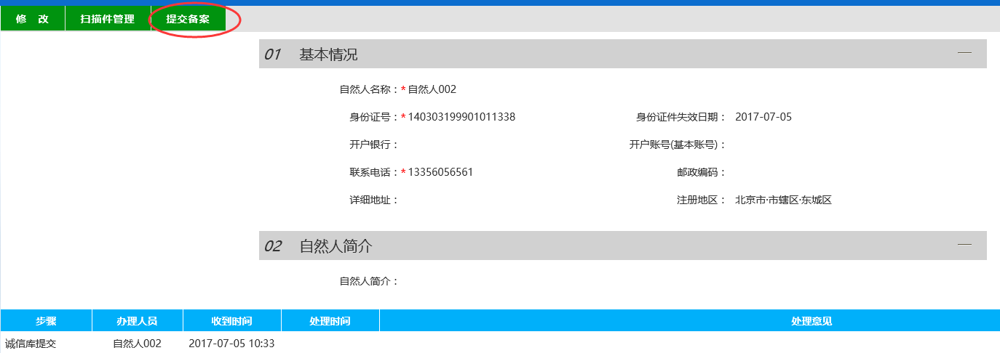 修 改 扫描件管理 提交备案
01 基本情况 —
自然人名称：*自然人002
身份证号：*140303199901011338 身份证件失效日期： 2017-07-05
开户银行： 开户账号(基本账号)：
联系电话：*13356056561 邮政编码：
详细地址： 注册地区： 北京市·市辖区·东城区
02 自然人简介 —
自然人简介：
步骤 办理人员 收到时间 处理时间 处理意见
诚信库提交 自然人002 2017-07-05 10:33